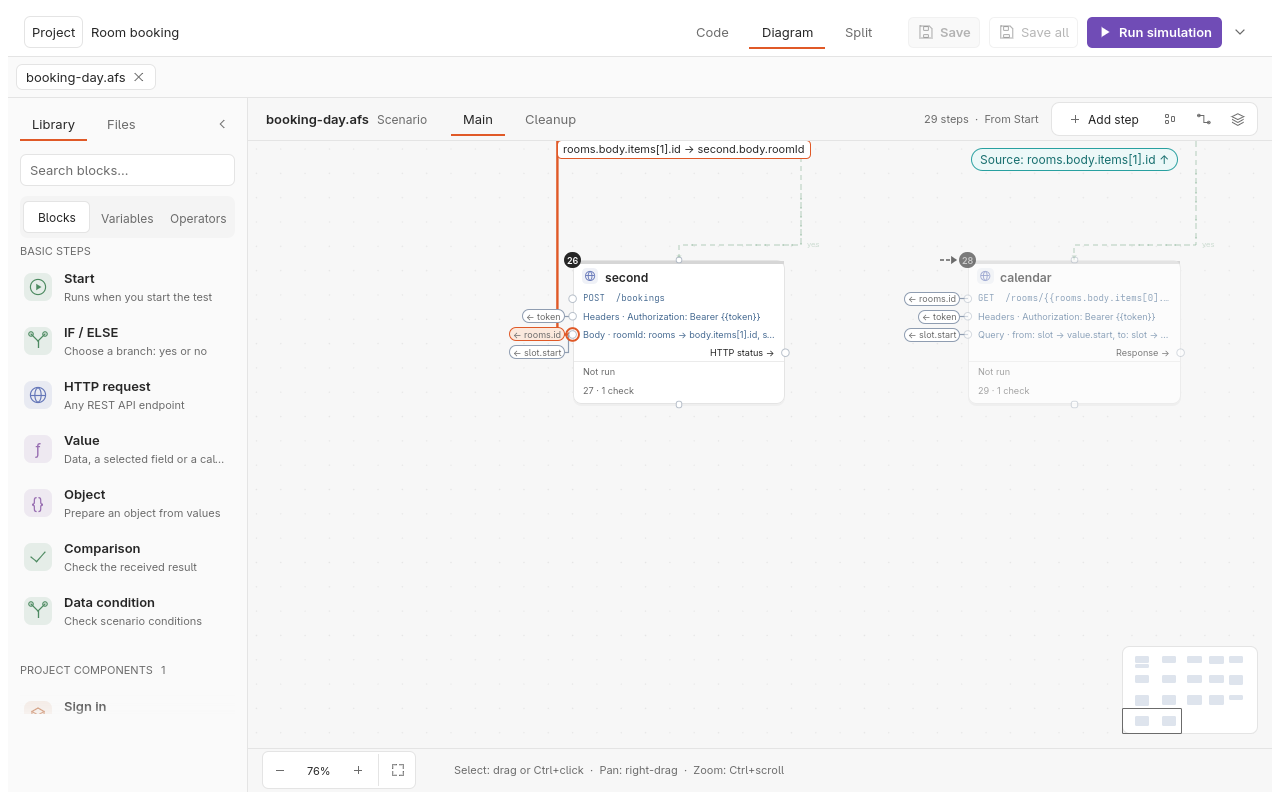 Project
Room booking
Code
Diagram
Split
Save
Save all
Run simulation
booking-day.afs
Library
Files
booking-day.afs
Scenario
Main
Cleanup
29 steps · From Start
Add step
Search blocks...
Blocks
Variables
Operators
BASIC STEPS
Start
Runs when you start the test
IF / ELSE
Choose a branch: yes or no
HTTP request
Any REST API endpoint
Value
Data, a selected field or a cal...
Object
Prepare an object from values
Comparison
Check the received result
Data condition
Check scenario conditions
PROJECT COMPONENTS 1
Sign in
rooms.body.items[1].id → second.body.roomId
Source: rooms.body.items[1].id ↑
yes
yes
26
second
POST /bookings
← token
Headers · Authorization: Bearer {{token}}
← rooms.id
Body · roomId: rooms → body.items[1].id, s...
← slot.start
HTTP status →
Not run
27 · 1 check
28
calendar
← rooms.id
GET /rooms/{{rooms.body.items[0]...
← token
Headers · Authorization: Bearer {{token}}
← slot.start
Query · from: slot → value.start, to: slot → ...
Response →
Not run
29 · 1 check
76%
Select: drag or Ctrl+click · Pan: right-drag · Zoom: Ctrl+scroll